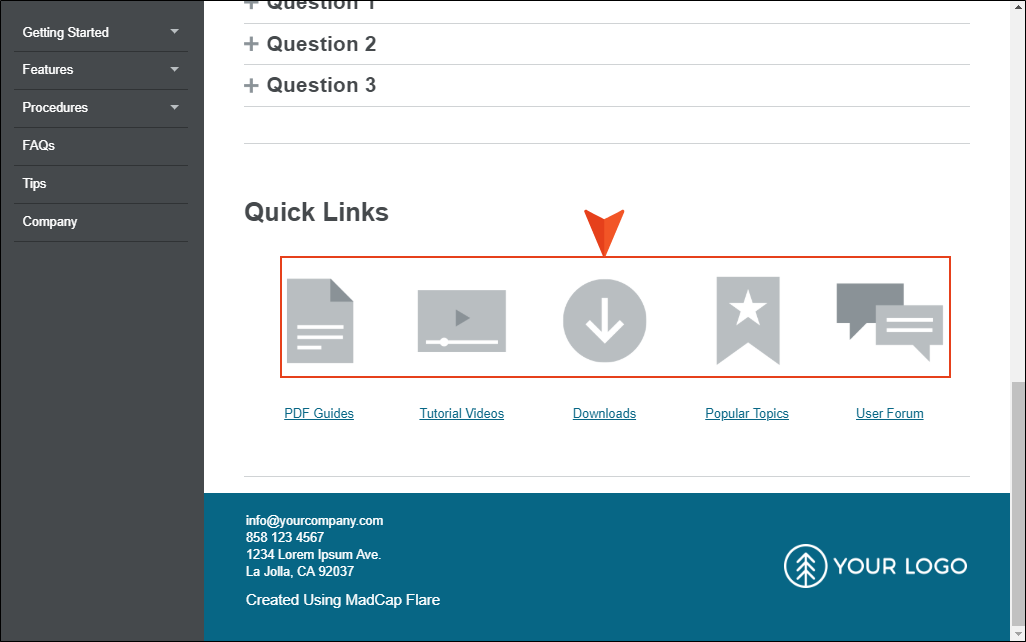 Getting Started
Features
Procedures
FAQs
Tips
Company
Question 1
Question 2
Question 3
Quick Links
PDF Guides
Tutorial Videos
Downloads
Popular Topics
User Forum
info@yourcompany.com
858 123 4567
1234 Lorem Ipsum Ave.
La Jolla, CA 92037
Created Using MadCap Flare
YOUR LOGO